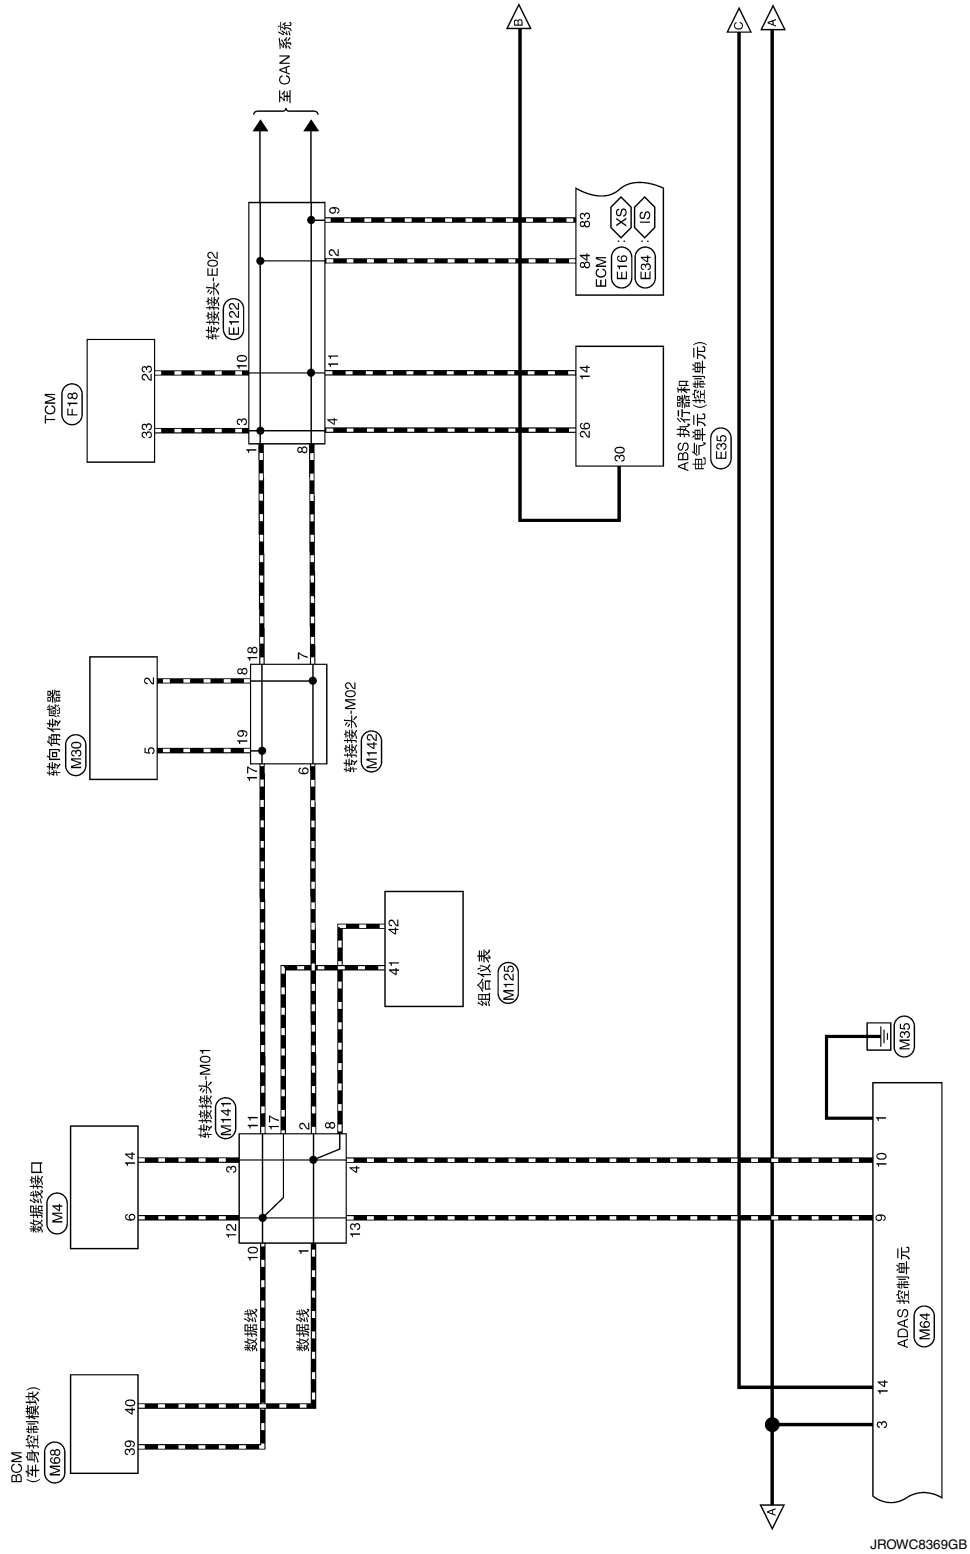 BCM
(车身控制模块)
M68
39
40
数据线
数据线
数据线接口
M4
6
14
转接接头-M01
M141
12
3
10
1
11
17
2
8
13
4
组合仪表
M125
41
42
转向角传感器
M30
5
2
转接接头-M02
M142
19
8
17
6
18
7
TCM
F18
33
23
转接接头-E02
E122
3
10
1
8
4
11
2
9
至 CAN 系统
ABS 执行器和
电气单元 (控制单元)
E35
26
14
30
ECM
E16 : XS
E34 : IS
84
83
B
C
A
A
ADAS 控制单元
M64
3
14
9
10
1
M35
JROWC8369GB